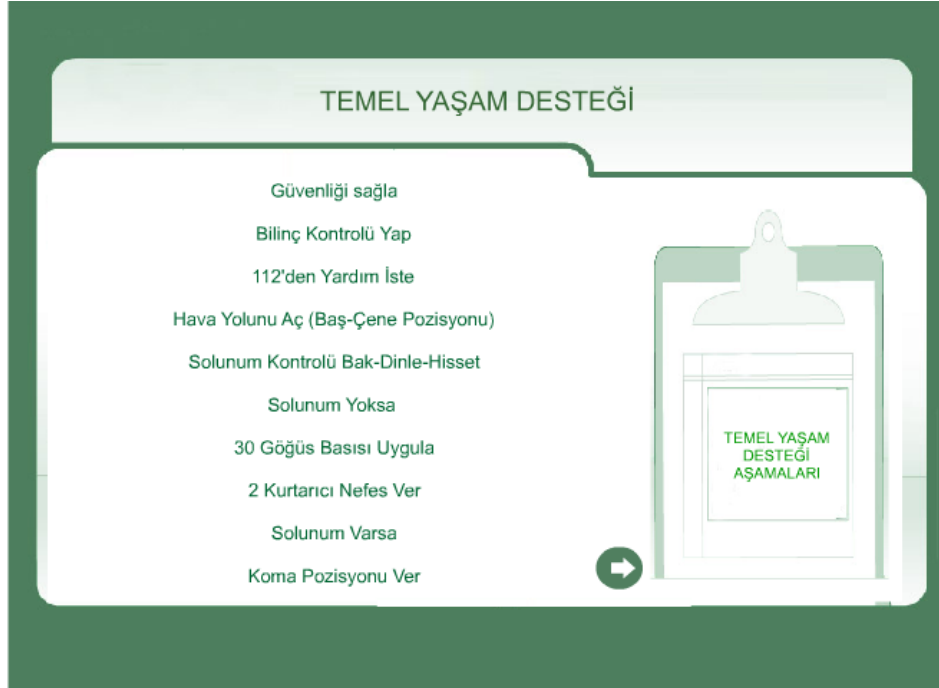 TEMEL YAŞAM DESTEĞİ
Güvenliği sağla
Bilinç Kontrolü Yap
112'den Yardım İste
Hava Yolunu Aç (Baş-Çene Pozisyonu)
Solunum Kontrolü Bak-Dinle-Hisset
Solunum Yoksa
30 Göğüs Basısı Uygula
2 Kurtarıcı Nefes Ver
Solunum Varsa
Koma Pozisyonu Ver
TEMEL YAŞAM
DESTEĞİ
AŞAMALARI